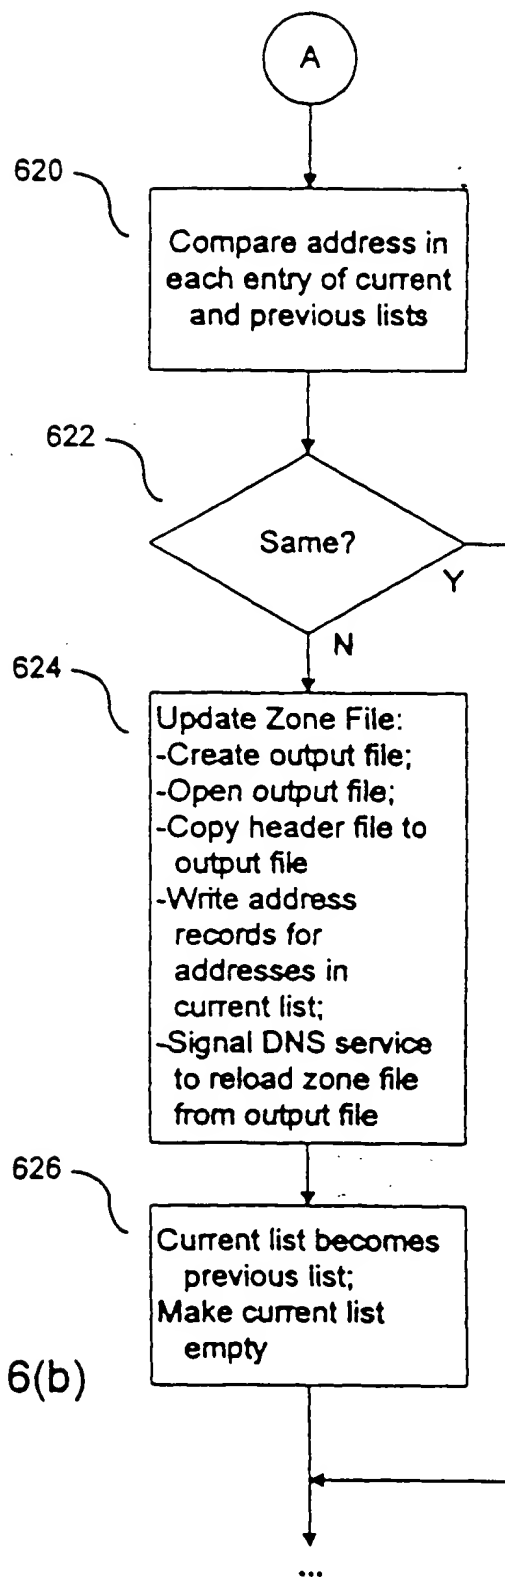 A
620
Compare address in
each entry of current
and previous lists
622
Same?
Y
N
624
Update Zone File:
-Create output file;
-Open output file;
-Copy header file to
output file
-Write address
records for
addresses in
current list;
-Signal DNS service
to reload zone file
from output file
626
Current list becomes
previous list;
Make current list
empty
6(b)
...